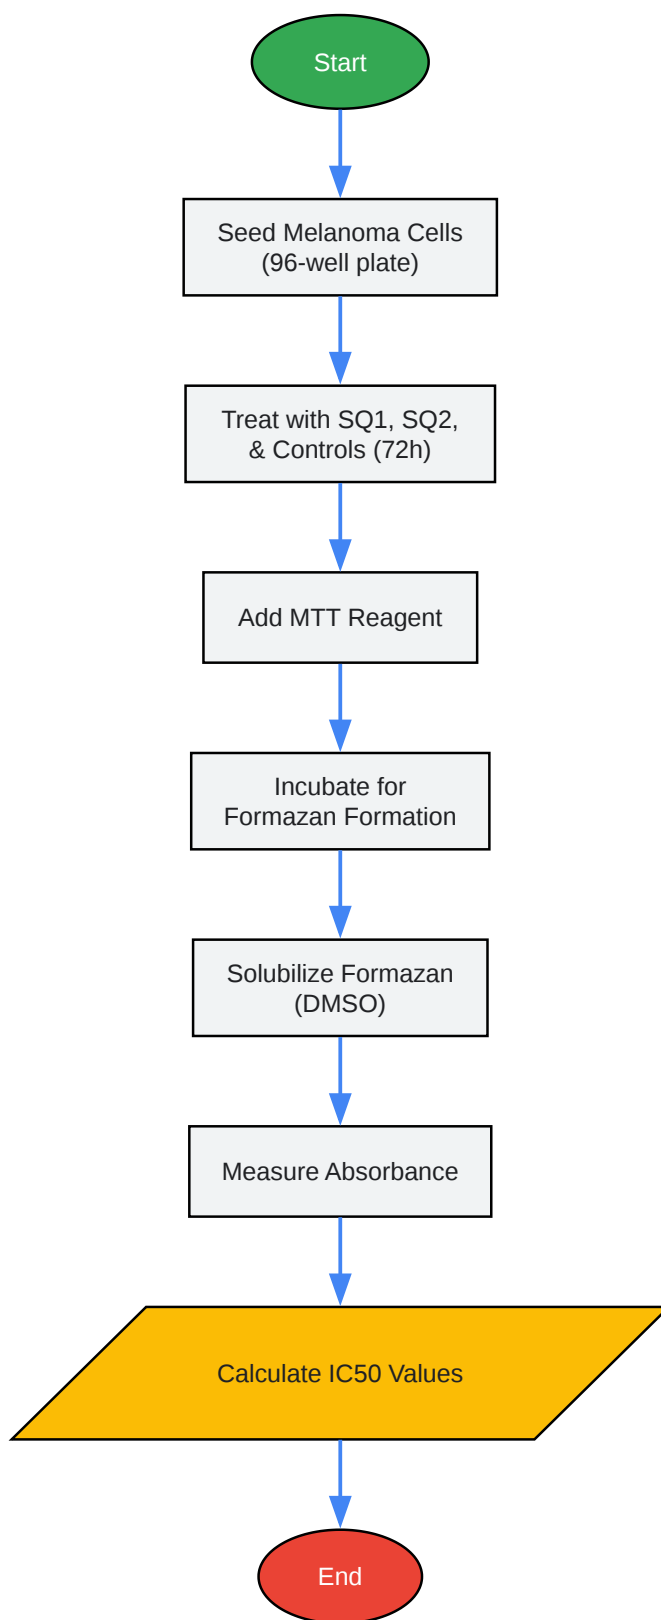 Start
Seed Melanoma Cells
(96-well plate)
Treat with SQ1, SQ2,
& Controls (72h)
Add MTT Reagent
Incubate for
Formazan Formation
Solubilize Formazan
(DMSO)
Measure Absorbance
Calculate IC50 Values
End